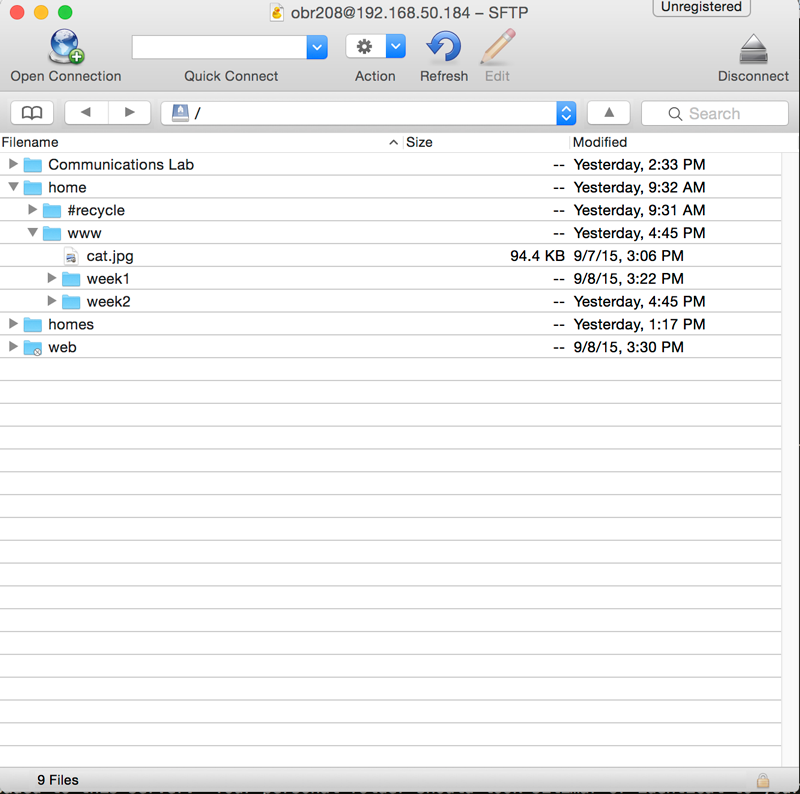 obr208@192.168.50.184 – SFTP
Unregistered
Open Connection
Quick Connect
Action
Refresh
Edit
Disconnect
/
Search
Filename Size Modified
Communications Lab -- Yesterday, 2:33 PM
home -- Yesterday, 9:32 AM
#recycle -- Yesterday, 9:31 AM
www -- Yesterday, 4:45 PM
cat.jpg 94.4 KB 9/7/15, 3:06 PM
week1 -- 9/8/15, 3:22 PM
week2 -- Yesterday, 4:45 PM
homes -- Yesterday, 1:17 PM
web -- 9/8/15, 3:30 PM
9 Files